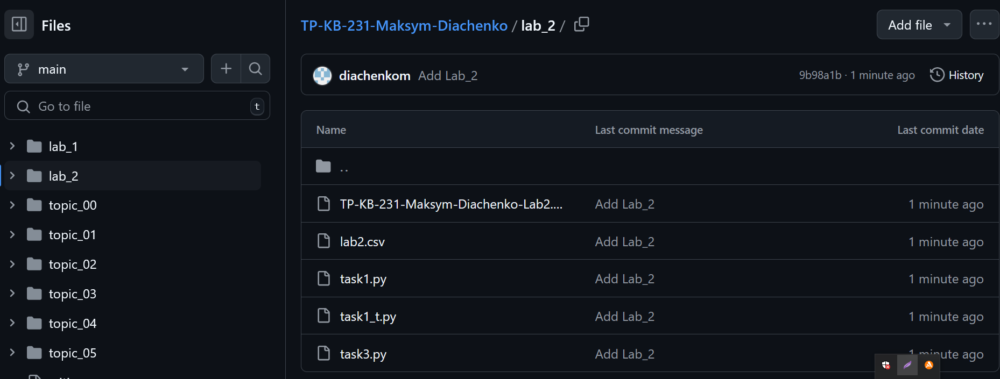 Files
TP-KB-231-Maksym-Diachenko / lab_2 /
Add file
main
diachenkom Add Lab_2
9b98a1b · 1 minute ago
History
Go to file
t
Name Last commit message Last commit date
lab_1
lab_2
topic_00
topic_01
topic_02
topic_03
topic_04
topic_05
..
TP-KB-231-Maksym-Diachenko-Lab2.... Add Lab_2 1 minute ago
lab2.csv Add Lab_2 1 minute ago
task1.py Add Lab_2 1 minute ago
task1_t.py Add Lab_2 1 minute ago
task3.py Add Lab_2 1 minute ago